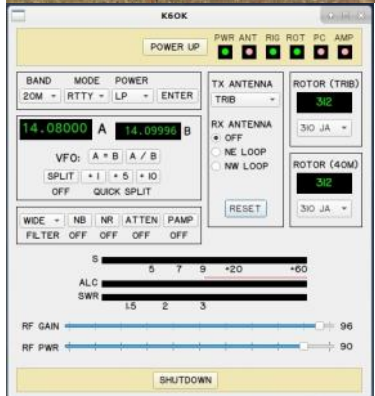 K6OK
POWER UP
PWR ANT RIG ROT PC AMP
BAND MODE POWER
20M RTTY LP ENTER
TX ANTENNA
TRIB
RX ANTENNA
OFF
NE LOOP
NW LOOP
RESET
ROTOR (TRIB)
312
310 JA
ROTOR (40M)
312
310 JA
14.08000 A 14.09996 B
VFO: A = B A / B
SPLIT +1 +5 +10
OFF QUICK SPLIT
WIDE NB NR ATTEN PAMP
FILTER OFF OFF OFF OFF
S
5 7 9 +20 +60
ALC
SWR
1.5 2 3
RF GAIN 96
RF PWR 90
SHUTDOWN